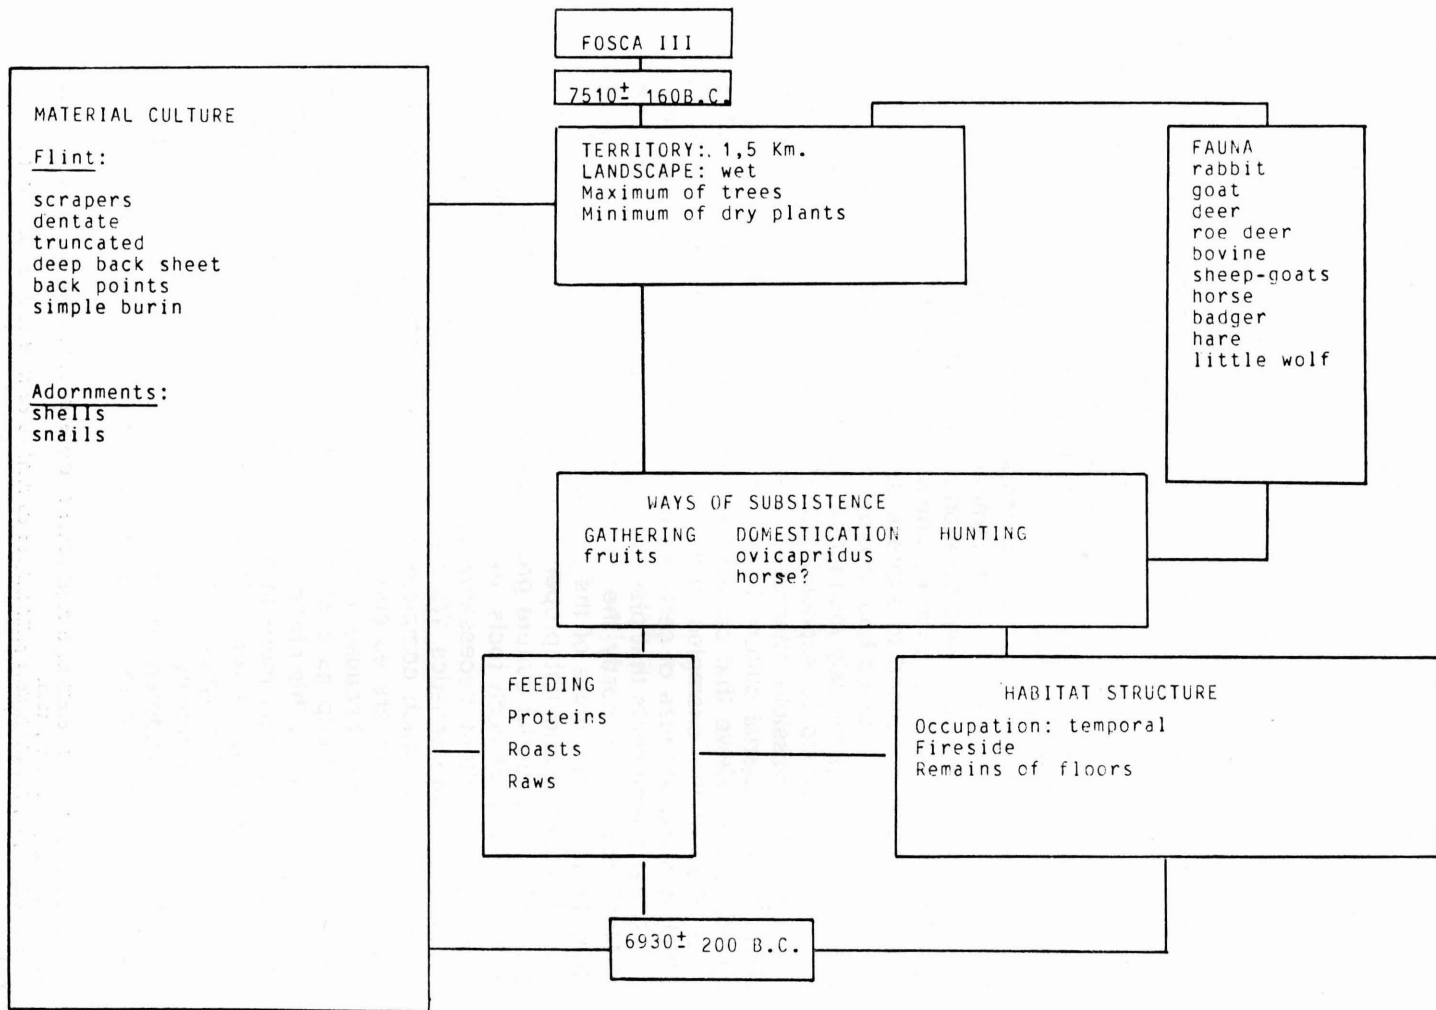 FOSCA III
7510± 160B.C.
MATERIAL CULTURE
Flint:
scrapers
dentate
truncated
deep back sheet
back points
simple burin
Adornments:
shells
snails
TERRITORY: 1,5 Km.
LANDSCAPE: wet
Maximum of trees
Minimum of dry plants
FAUNA
rabbit
goat
deer
roe deer
bovine
sheep-goats
horse
badger
hare
little wolf
WAYS OF SUBSISTENCE
GATHERING DOMESTICATION HUNTING
fruits ovicapridus
horse?
FEEDING
Proteins
Roasts
Raws
HABITAT STRUCTURE
Occupation: temporal
Fireside
Remains of floors
6930± 200 B.C.